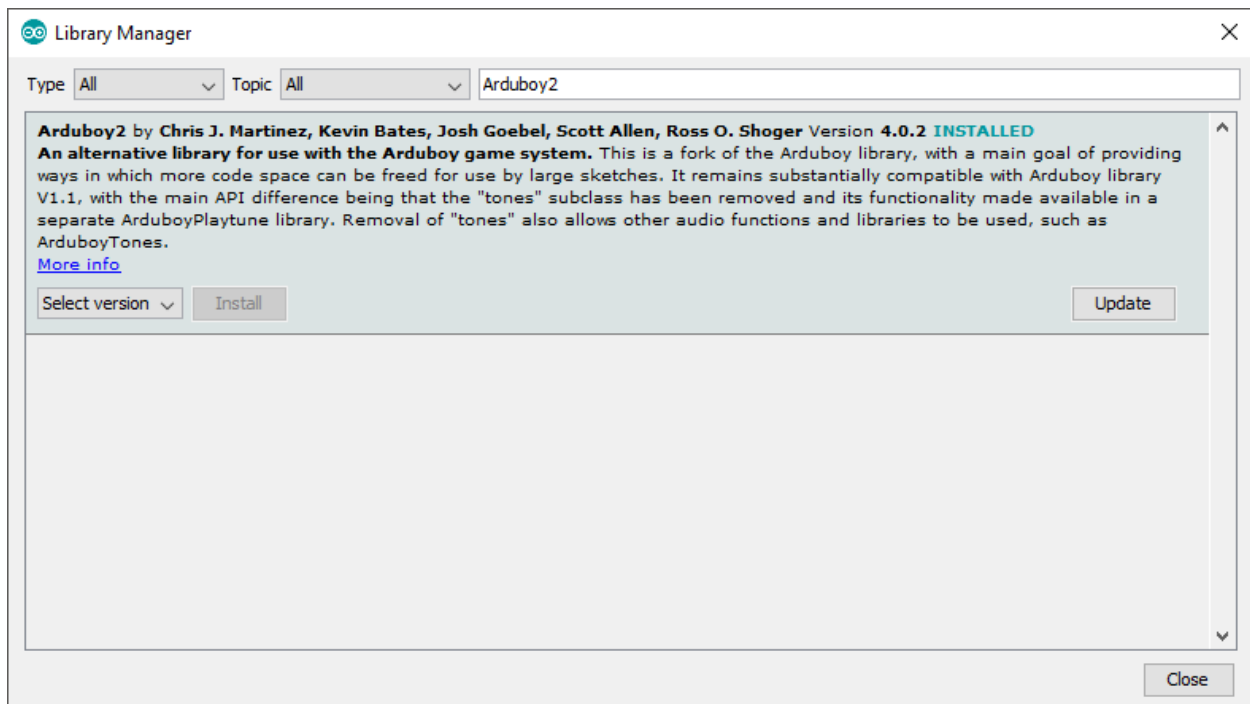 Library Manager
Type All Topic All Arduboy2
Arduboy2 by Chris J. Martinez, Kevin Bates, Josh Goebel, Scott Allen, Ross O. Shoger Version 4.0.2 INSTALLED
An alternative library for use with the Arduboy game system. This is a fork of the Arduboy library, with a main goal of providing
ways in which more code space can be freed for use by large sketches. It remains substantially compatible with Arduboy library
V1.1, with the main API difference being that the "tones" subclass has been removed and its functionality made available in a
separate ArduboyPlaytune library. Removal of "tones" also allows other audio functions and libraries to be used, such as
ArduboyTones.
More info
Select version Install Update
Close